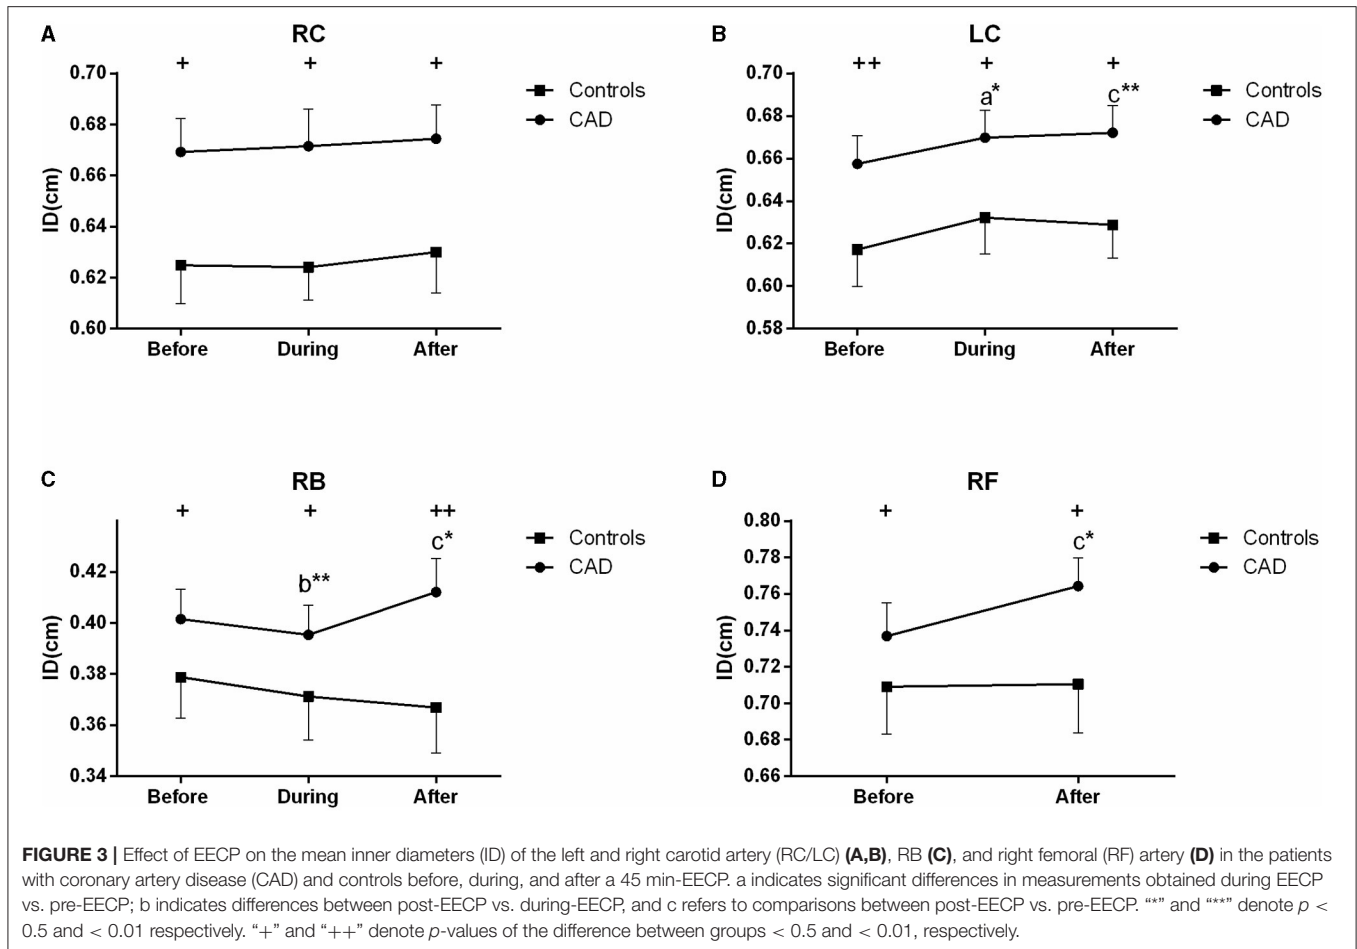 A
RC
+ + +
0.70
0.68
0.66
0.64
0.62
0.60
ID(cm)
Before During After
Controls
CAD
B
LC
++ + +
a* c**
0.70
0.68
0.66
0.64
0.62
0.60
0.58
ID(cm)
Before During After
Controls
CAD
C
RB
+ + ++
b** c*
0.42
0.40
0.38
0.36
0.34
ID(cm)
Before During After
Controls
CAD
D
RF
+ +
c*
0.80
0.78
0.76
0.74
0.72
0.70
0.68
0.66
ID(cm)
Before After
Controls
CAD
FIGURE 3 | Effect of EECP on the mean inner diameters (ID) of the left and right carotid artery (RC/LC) (A,B), RB (C), and right femoral (RF) artery (D) in the patients
with coronary artery disease (CAD) and controls before, during, and after a 45 min-EECP. a indicates significant differences in measurements obtained during EECP
vs. pre-EECP; b indicates differences between post-EECP vs. during-EECP, and c refers to comparisons between post-EECP vs. pre-EECP. “*” and “**” denote p <
0.5 and < 0.01 respectively. “+” and “++” denote p-values of the difference between groups < 0.5 and < 0.01, respectively.